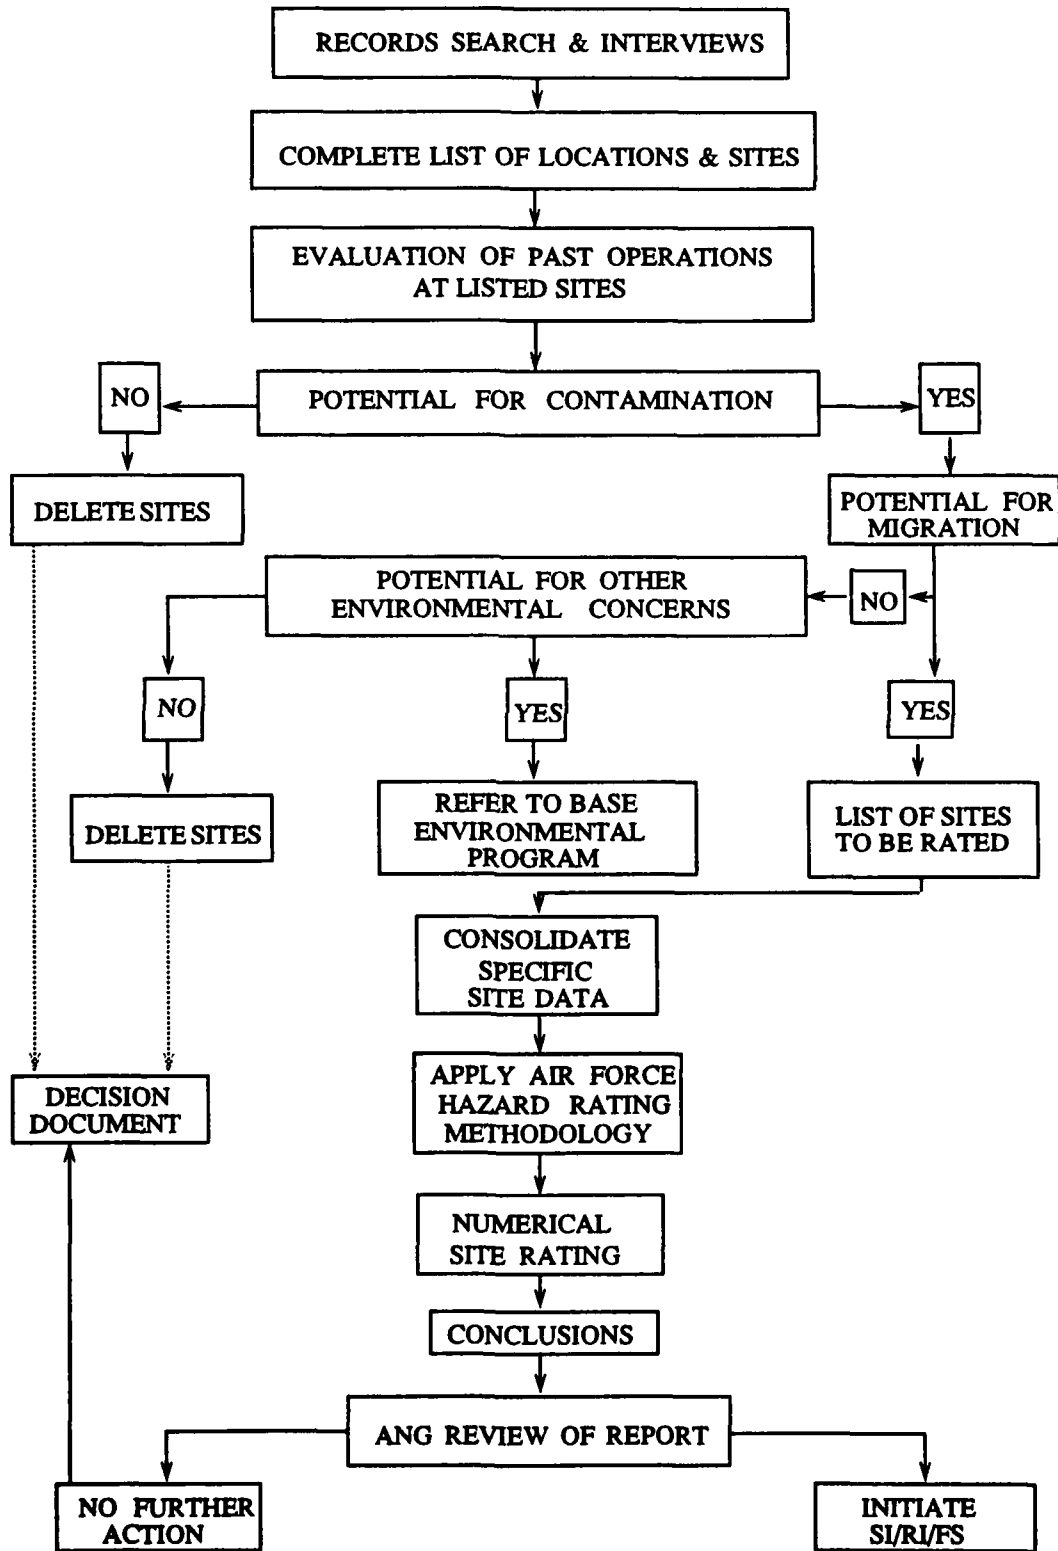 RECORDS SEARCH & INTERVIEWS
COMPLETE LIST OF LOCATIONS & SITES
EVALUATION OF PAST OPERATIONS
AT LISTED SITES
NO
POTENTIAL FOR CONTAMINATION
YES
DELETE SITES
POTENTIAL FOR
MIGRATION
POTENTIAL FOR OTHER
ENVIRONMENTAL CONCERNS
NO
NO
YES
YES
DELETE SITES
REFER TO BASE
ENVIRONMENTAL
PROGRAM
LIST OF SITES
TO BE RATED
CONSOLIDATE
SPECIFIC
SITE DATA
DECISION
DOCUMENT
APPLY AIR FORCE
HAZARD RATING
METHODOLOGY
NUMERICAL
SITE RATING
CONCLUSIONS
ANG REVIEW OF REPORT
NO FURTHER
ACTION
INITIATE
SI/RI/FS